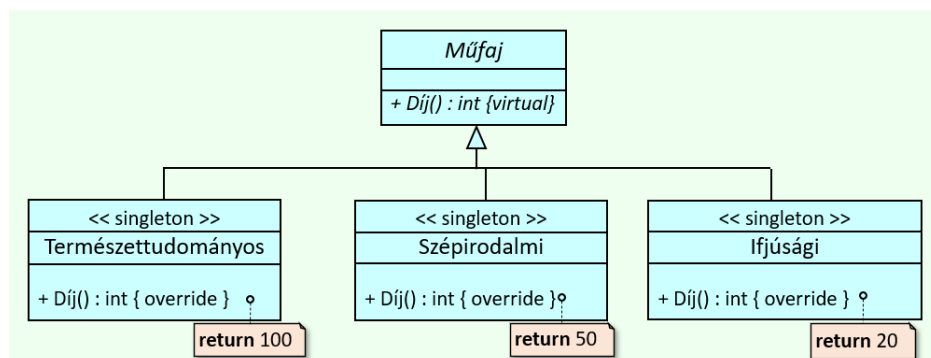 Műfaj
+ Díj() : int {virtual}
<< singleton >>
Természettudományos
+ Díj() : int { override }
return 100
<< singleton >>
Szépirodalmi
+ Díj() : int { override }
return 50
<< singleton >>
Ifjúsági
+ Díj() : int { override }
return 20